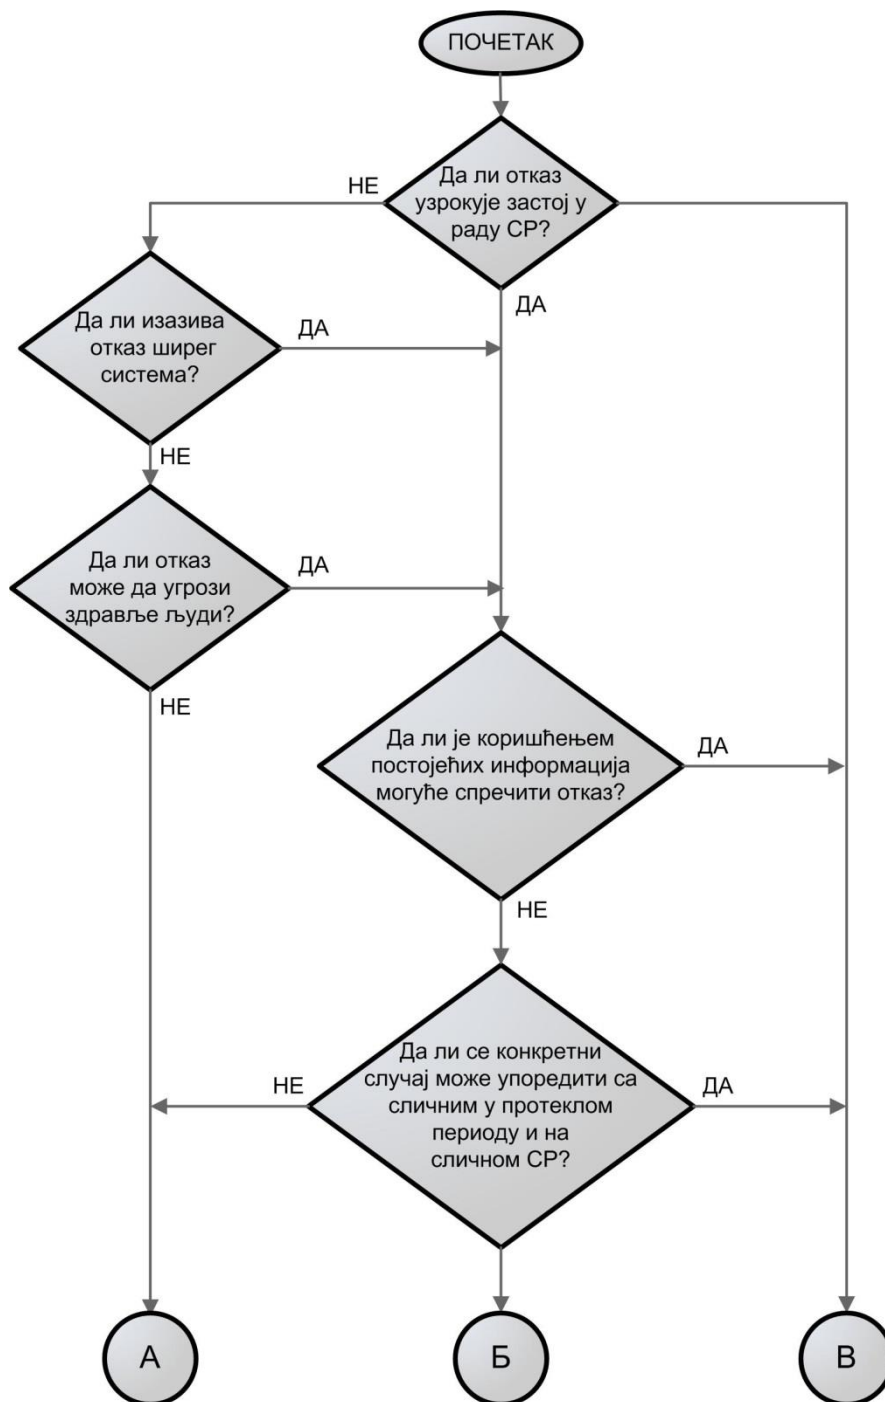 ПОЧЕТАК
Да ли отказ
узрокује застој у
раду СР?
НЕ
ДА
Да ли изазива
отказ ширег
система?
ДА
НЕ
Да ли отказ
може да угрози
здравље људи?
ДА
НЕ
Да ли је коришћењем
постојећих информација
могуће спречити отказ?
ДА
НЕ
Да ли се конкретни
случај може упоредити са
сличним у протеклом
периоду и на
сличном СР?
НЕ
ДА
А
Б
В